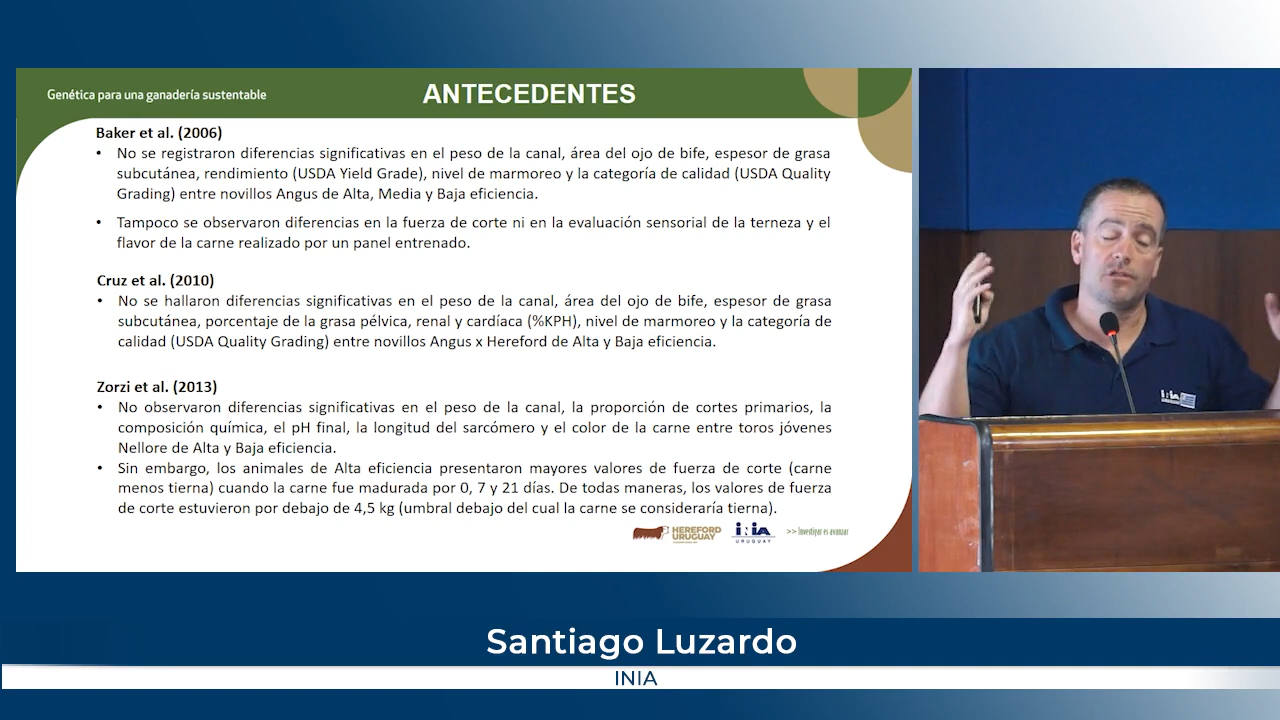 Genética para una ganadería sustentable
ANTECEDENTES
Baker et al. (2006)
• No se registraron diferencias significativas en el peso de la canal, área del ojo de bife, espesor de grasa
subcutánea, rendimiento (USDA Yield Grade), nivel de marmoreo y la categoría de calidad (USDA Quality
Grading) entre novillos Angus de Alta, Media y Baja eficiencia.
• Tampoco se observaron diferencias en la fuerza de corte ni en la evaluación sensorial de la terneza y el
flavor de la carne realizado por un panel entrenado.
Cruz et al. (2010)
• No se hallaron diferencias significativas en el peso de la canal, área del ojo de bife, espesor de grasa
subcutánea, porcentaje de la grasa pélvica, renal y cardíaca (%KPH), nivel de marmoreo y la categoría de
calidad (USDA Quality Grading) entre novillos Angus x Hereford de Alta y Baja eficiencia.
Zorzi et al. (2013)
• No observaron diferencias significativas en el peso de la canal, la proporción de cortes primarios, la
composición química, el pH final, la longitud del sarcómero y el color de la carne entre toros jóvenes
Nellore de Alta y Baja eficiencia.
• Sin embargo, los animales de Alta eficiencia presentaron mayores valores de fuerza de corte (carne
menos tierna) cuando la carne fue madurada por 0, 7 y 21 días. De todas maneras, los valores de fuerza
de corte estuvieron por debajo de 4,5 kg (umbral debajo del cual la carne se consideraría tierna).
HEREFORD
URUGUAY
INIA
URUGUAY
>> Investigar es avanzar
INIA
Santiago Luzardo
INIA